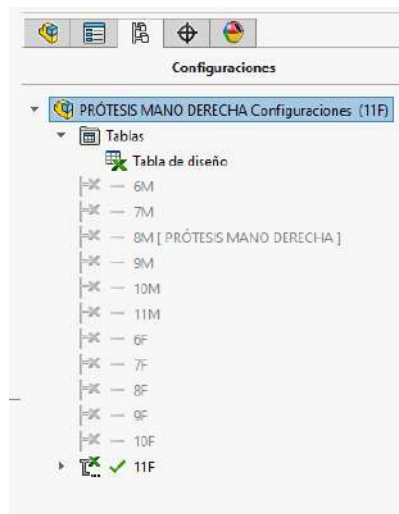 Configuraciones
PRÓTESIS MANO DERECHA Configuraciones (11F)
Tablas
Tabla de diseño
6M
7M
8M [ PRÓTESIS MANO DERECHA ]
9M
10M
11M
6F
7F
8F
9F
10F
11F